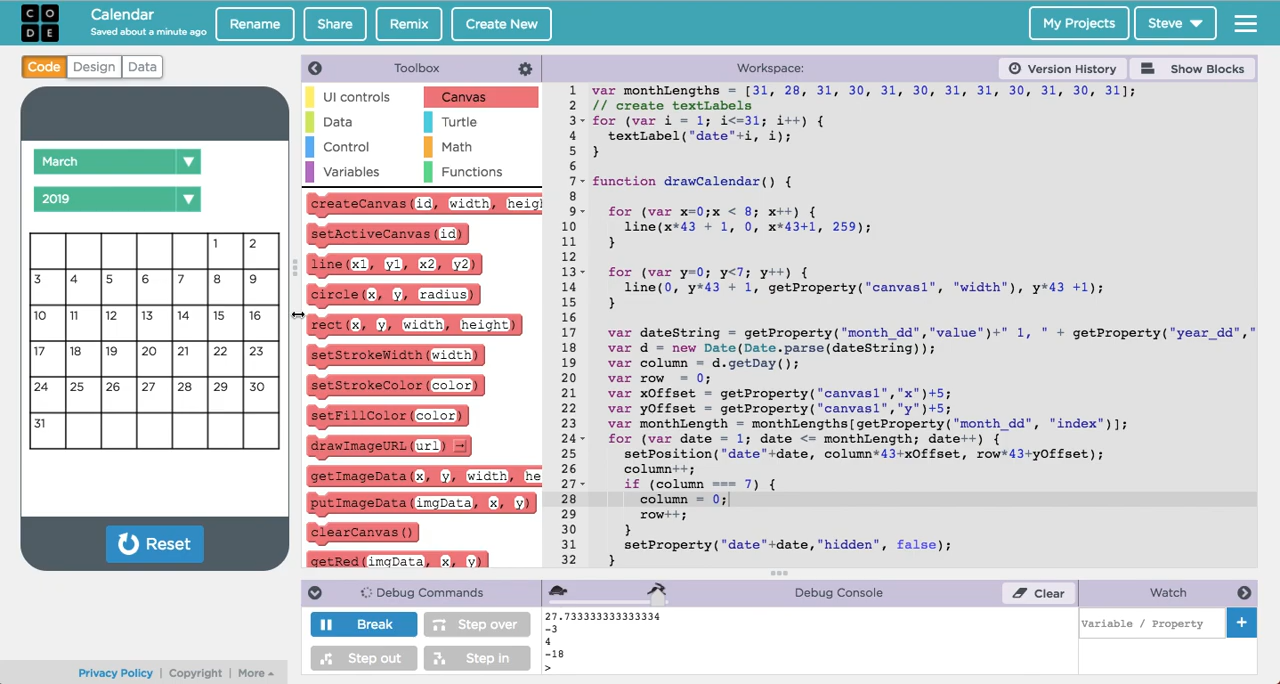 CODE
Calendar
Saved about a minute ago
Rename
Share
Remix
Create New
My Projects
Steve
Code
Design
Data
Toolbox
Workspace:
Version History
Show Blocks
March
2019
1 2
3 4 5 6 7 8 9
10 11 12 13 14 15 16
17 18 19 20 21 22 23
24 25 26 27 28 29 30
31
Reset
UI controls
Canvas
Data
Turtle
Control
Math
Variables
Functions
createCanvas(id, width, heigh
setActiveCanvas(id)
line(x1, y1, x2, y2)
circle(x, y, radius)
rect(x, y, width, height)
setStrokeWidth(width)
setStrokeColor(color)
setFillColor(color)
drawImageURL(url)
getImageData(x, y, width, he
putImageData(imgData, x, y)
clearCanvas()
getRed(imgData, x, y)
1 var monthLengths = [31, 28, 31, 30, 31, 30, 31, 31, 30, 31, 30, 31];
2 // create textLabels
3 for (var i = 1; i<=31; i++) {
4 textLabel("date"+i, i);
5 }
6
7 function drawCalendar() {
8
9 for (var x=0;x < 8; x++) {
10 line(x*43 + 1, 0, x*43+1, 259);
11 }
12
13 for (var y=0; y<7; y++) {
14 line(0, y*43 + 1, getProperty("canvas1", "width"), y*43 +1);
15 }
16
17 var dateString = getProperty("month_dd","value")+" 1, " + getProperty("year_dd","
18 var d = new Date(Date.parse(dateString));
19 var column = d.getDay();
20 var row  = 0;
21 var xOffset = getProperty("canvas1","x")+5;
22 var yOffset = getProperty("canvas1","y")+5;
23 var monthLength = monthLengths[getProperty("month_dd", "index")];
24 for (var date = 1; date <= monthLength; date++) {
25 setPosition("date"+date, column*43+xOffset, row*43+yOffset);
26 column++;
27 if (column === 7) {
28 column = 0;
29 row++;
30 }
31 setProperty("date"+date,"hidden", false);
32 }
Debug Commands
Debug Console
Clear
Watch
Break
Step over
Step out
Step in
27.733333333333334
-3
4
-18
>
Variable / Property
+
Privacy Policy | Copyright | More